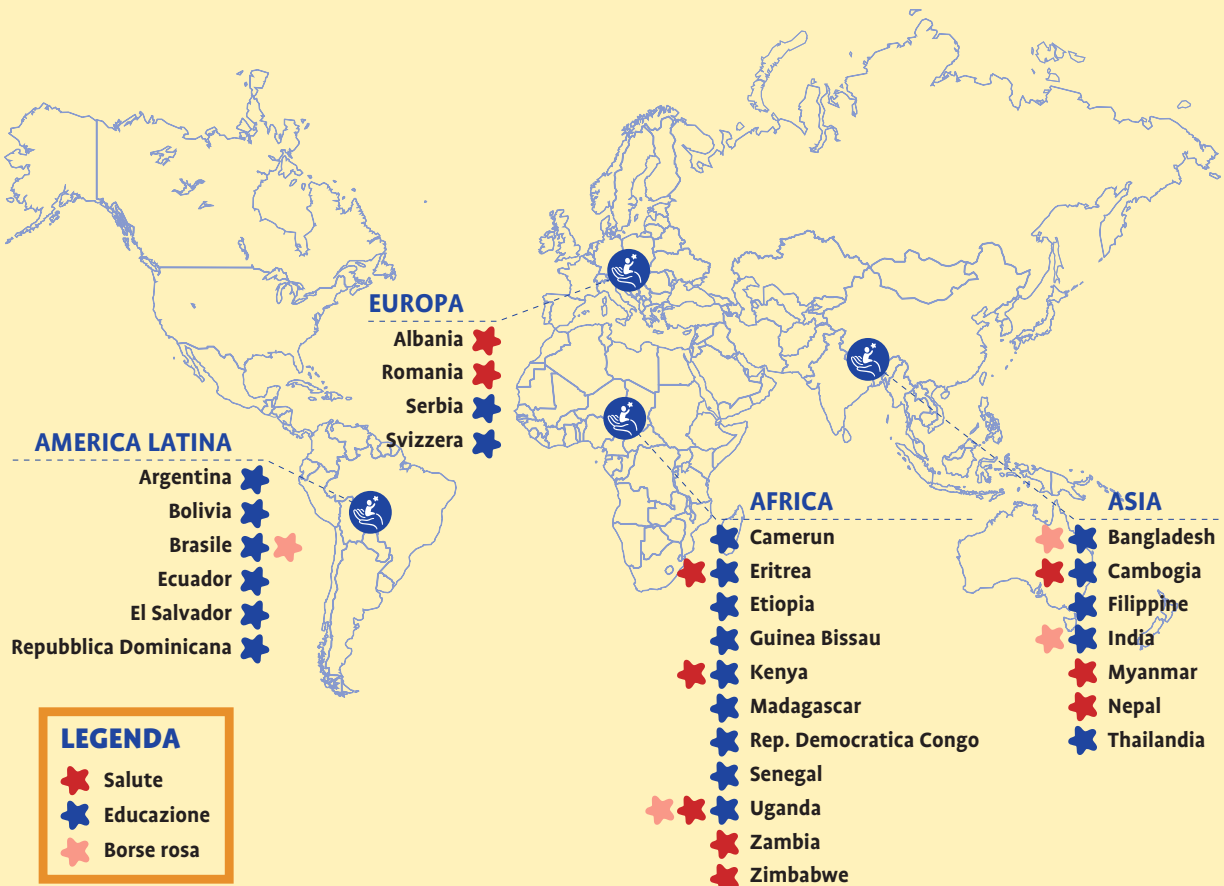 EUROPA
Albania
Romania
Serbia
Svizzera
AMERICA LATINA
Argentina
Bolivia
Brasile
Ecuador
El Salvador
Repubblica Dominicana
AFRICA
Camerun
Eritrea
Etiopia
Guinea Bissau
Kenya
Madagascar
Rep. Democratica Congo
Senegal
Uganda
Zambia
Zimbabwe
ASIA
Bangladesh
Cambogia
Filippine
India
Myanmar
Nepal
Thailandia
LEGENDA
Salute
Educazione
Borse rosa